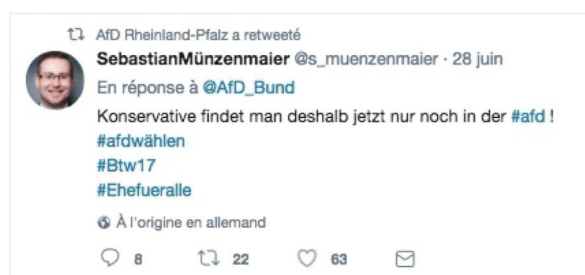 AfD Rheinland-Pfalz a retweeté
SebastianMünzenmaier @s_muenzenmaier · 28 juin
En réponse à @AfD_Bund
Konservative findet man deshalb jetzt nur noch in der #afd !
#afdwählen
#Btw17
#Ehefueralle
À l'origine en allemand
8 22 63